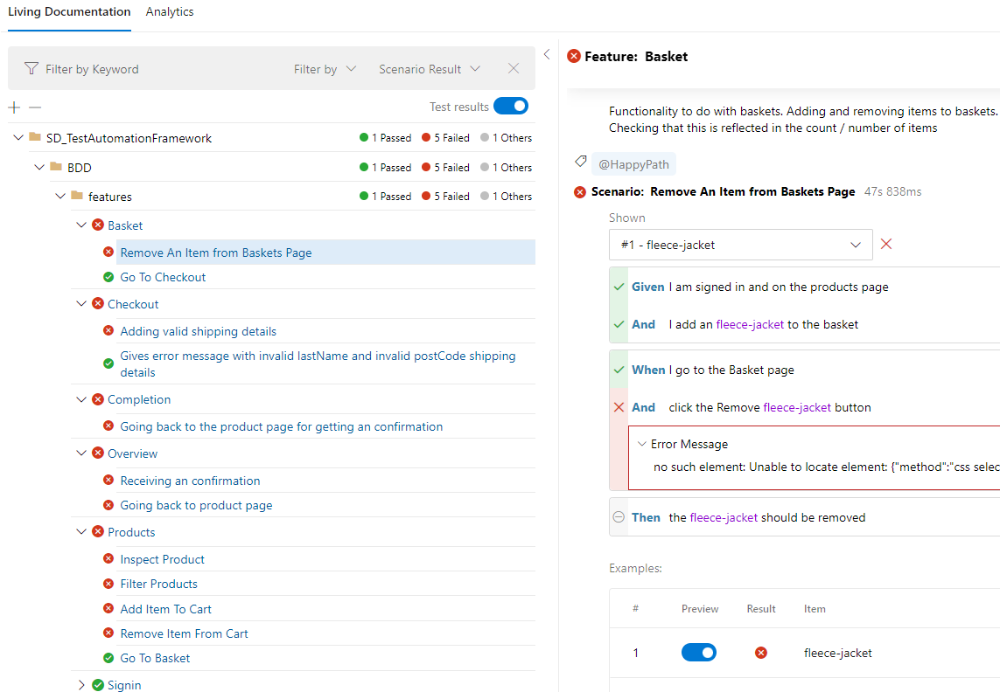 Living Documentation Analytics
Filter by Keyword Filter by Scenario Result
Test results
SD_TestAutomationFramework 1 Passed 5 Failed 1 Others
BDD 1 Passed 5 Failed 1 Others
features 1 Passed 5 Failed 1 Others
Basket
Remove An Item from Baskets Page
Go To Checkout
Checkout
Adding valid shipping details
Gives error message with invalid lastName and invalid postCode shipping
details
Completion
Going back to the product page for getting an confirmation
Overview
Receiving an confirmation
Going back to product page
Products
Inspect Product
Filter Products
Add Item To Cart
Remove Item From Cart
Go To Basket
Signin
Feature: Basket
Functionality to do with baskets. Adding and removing items to baskets.
Checking that this is reflected in the count / number of items
@HappyPath
Scenario: Remove An Item from Baskets Page 47s 838ms
Shown
#1 - fleece-jacket
Given I am signed in and on the products page
And I add an fleece-jacket to the basket
When I go to the Basket page
And click the Remove fleece-jacket button
Error Message
no such element: Unable to locate element: {"method":"css selec
Then the fleece-jacket should be removed
Examples:
# Preview Result Item
1 fleece-jacket